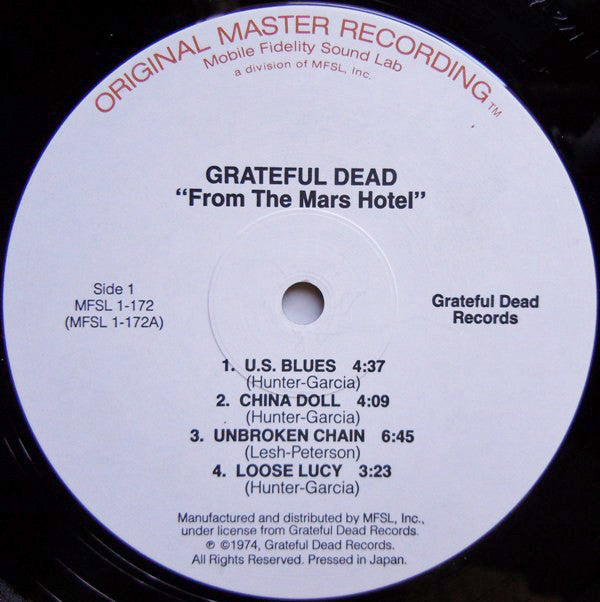 ORIGINAL MASTER RECORDING™
Mobile Fidelity Sound Lab
a division of MFSL, Inc.
GRATEFUL DEAD
“From The Mars Hotel”
Side 1
MFSL 1-172
(MFSL 1-172A)
Grateful Dead
Records
1. U.S. BLUES 4:37
(Hunter-Garcia)
2. CHINA DOLL 4:09
(Hunter-Garcia)
3. UNBROKEN CHAIN 6:45
(Lesh-Peterson)
4. LOOSE LUCY 3:23
(Hunter-Garcia)
Manufactured and distributed by MFSL, Inc.,
under license from Grateful Dead Records.
℗ ©1974, Grateful Dead Records.
All Rights Reserved. Pressed in Japan.